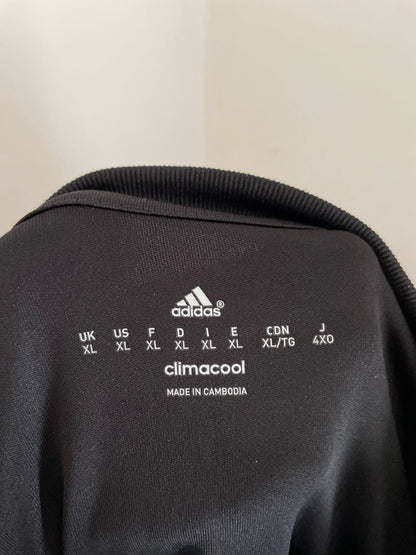 adidas®
UK US F D I E CDN J
XL XL XL XL XL XL XL/TG 4XO
climacool
MADE IN CAMBODIA